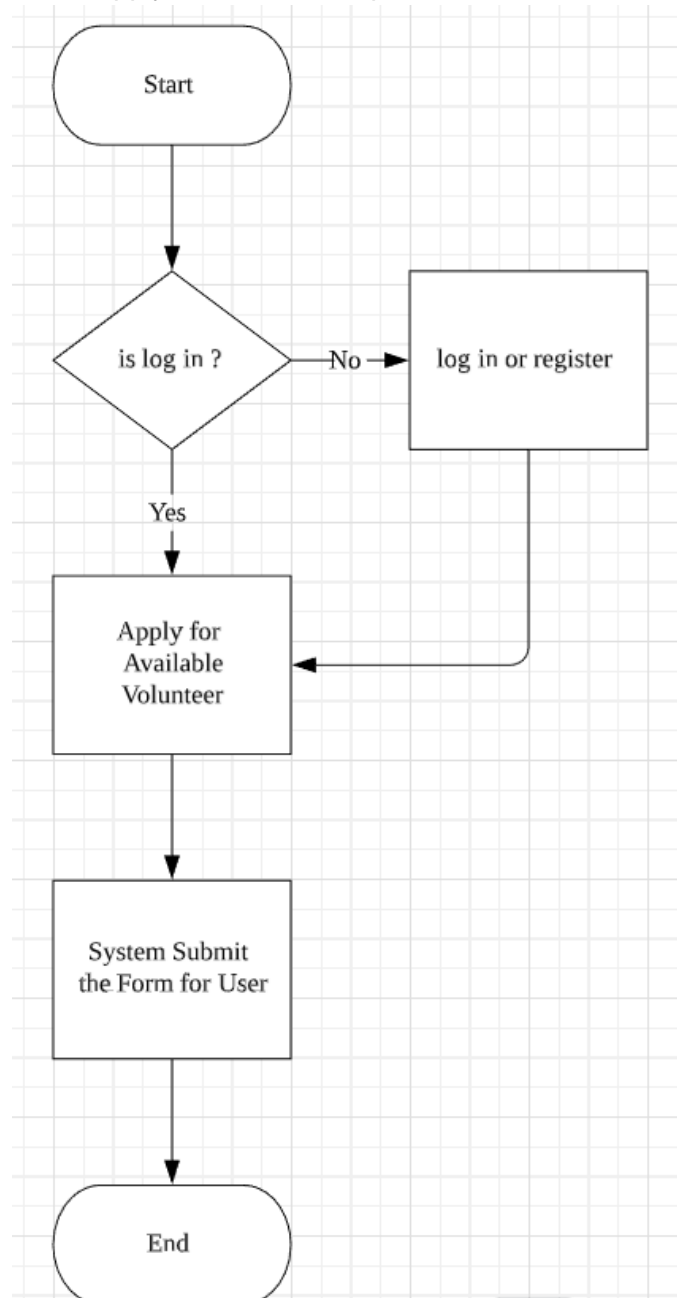 Start
is log in ?
No
log in or register
Yes
Apply for
Available
Volunteer
System Submit
the Form for User
End